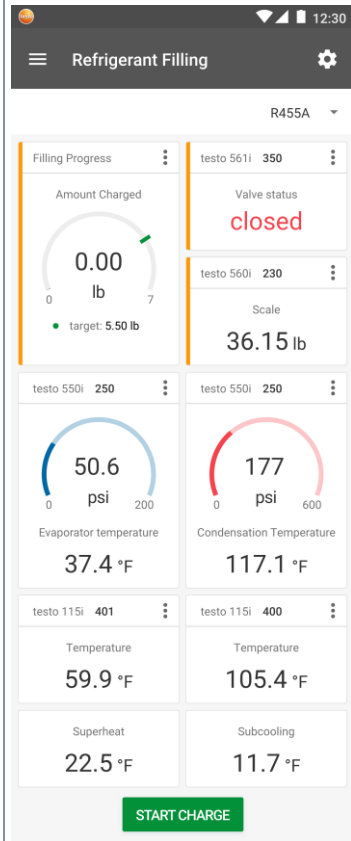 12:30
Refrigerant Filling
R455A
Filling Progress
Amount Charged
0.00
lb
0 7
target: 5.50 lb
testo 561i 350
Valve status
closed
testo 560i 230
Scale
36.15 lb
testo 550i 250
50.6
psi
0 200
Evaporator temperature
37.4 °F
testo 550i 250
177
psi
0 600
Condensation Temperature
117.1 °F
testo 115i 401
Temperature
59.9 °F
testo 115i 400
Temperature
105.4 °F
Superheat
22.5 °F
Subcooling
11.7 °F
START CHARGE